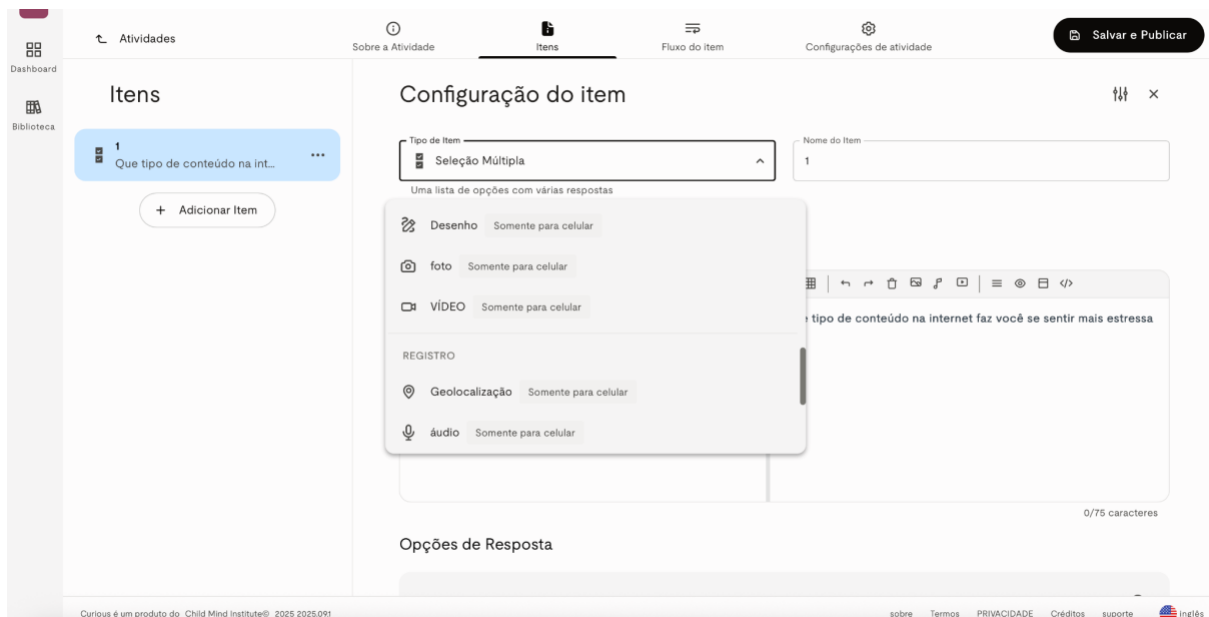 Atividades
Sobre a Atividade
Itens
Fluxo do item
Configurações de atividade
Salvar e Publicar
Dashboard
Biblioteca
Itens
1
Que tipo de conteúdo na int...
Adicionar Item
Configuração do item
Tipo de Item
Seleção Múltipla
Uma lista de opções com várias respostas
Nome do Item
1
Desenho Somente para celular
foto Somente para celular
VÍDEO Somente para celular
REGISTRO
Geolocalização Somente para celular
áudio Somente para celular
tipo de conteúdo na internet faz você se sentir mais estressa
0/75 caracteres
Opções de Resposta
Curious é um produto do Child Mind Institute© 2025 2025.09.1
sobre Termos PRIVACIDADE Créditos suporte inglês